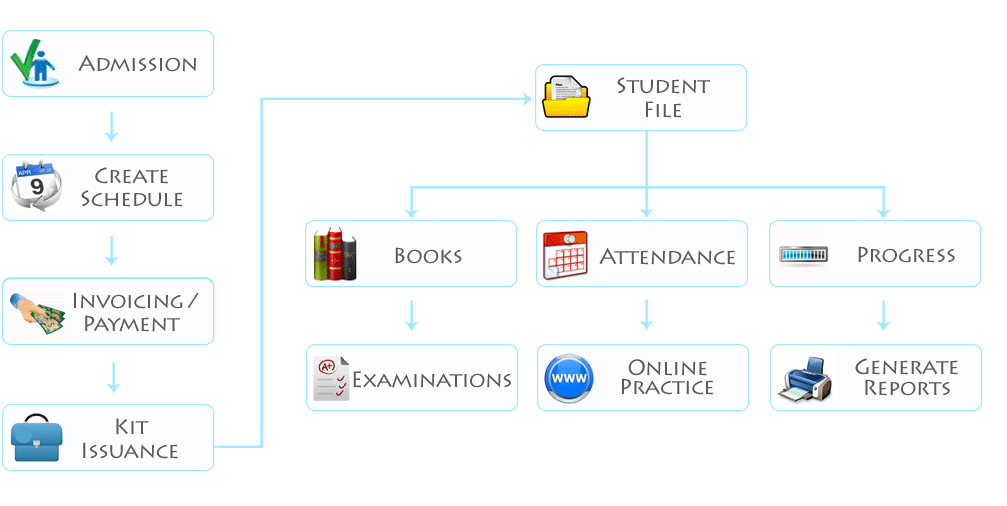 ADMISSION
APR
9
CREATE
SCHEDULE
INVOICING /
PAYMENT
KIT
ISSUANCE
STUDENT
FILE
BOOKS
ATTENDANCE
PROGRESS
A+
EXAMINATIONS
WWW
ONLINE
PRACTICE
GENERATE
REPORTS